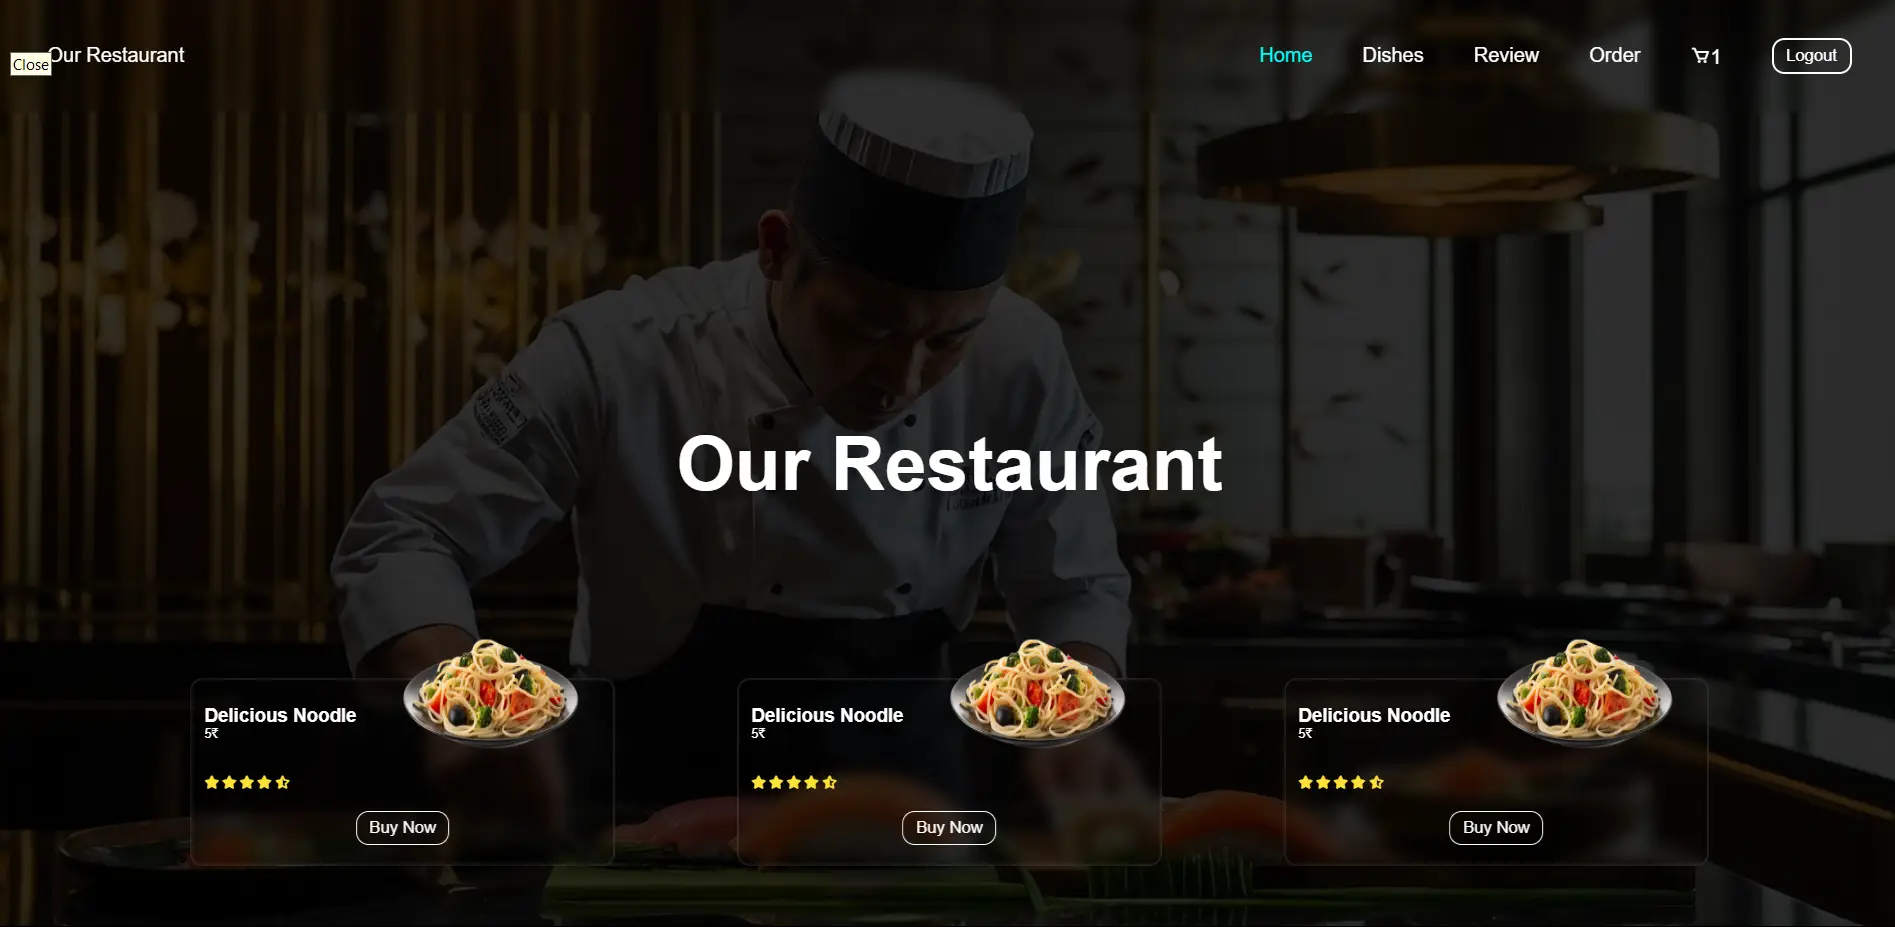 Our Restaurant
Close
Home
Dishes
Review
Order
1
Logout
Our Restaurant
Delicious Noodle
5₹
Buy Now
Delicious Noodle
5₹
Buy Now
Delicious Noodle
5₹
Buy Now